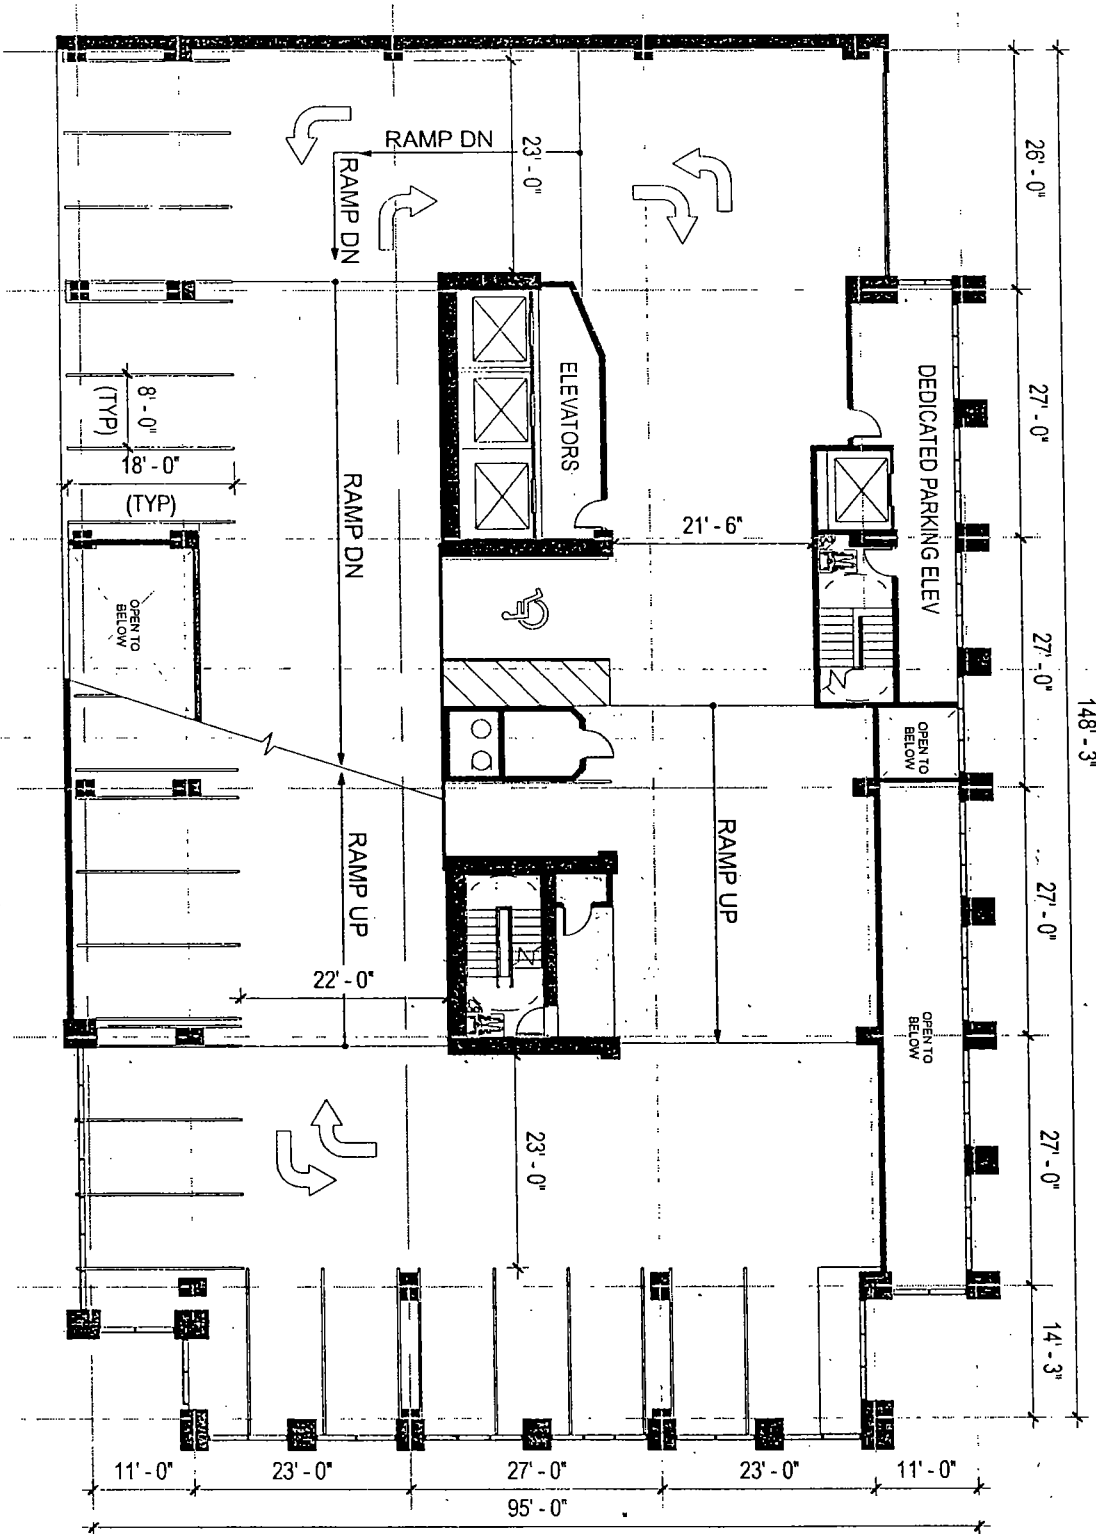 RAMP DN
RAMP DN
23' - 0"
26' - 0"
ELEVATORS
DEDICATED PARKING ELEV
27' - 0"
8' - 0"
(TYP)
18' - 0"
(TYP)
RAMP DN
21' - 6"
OPEN TO
BELOW
27' - 0"
148' - 3"
OPEN TO
BELOW
RAMP UP
RAMP UP
27' - 0"
22' - 0"
OPEN TO
BELOW
23' - 0"
27' - 0"
14' - 3"
11' - 0"
23' - 0"
27' - 0"
23' - 0"
11' - 0"
95' - 0"